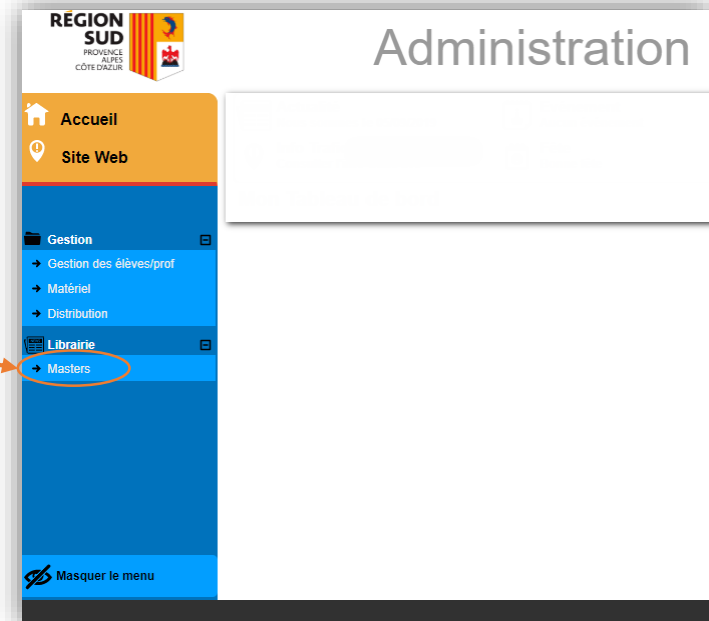 RÉGION
SUD
PROVENCE
ALPES
CÔTE D'AZUR
Administration
Accueil
Site Web
Gestion
Gestion des élèves/prof
Matériel
Distribution
Librairie
Masters
Masquer le menu